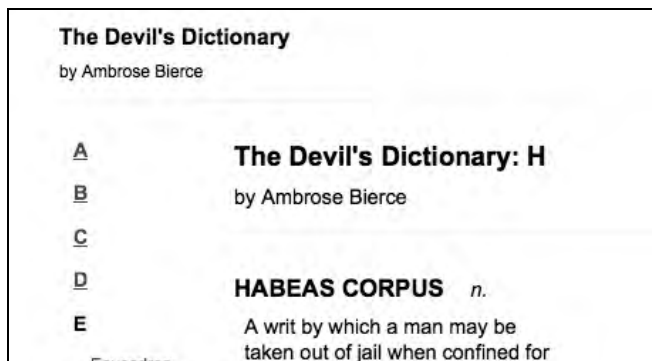 The Devil's Dictionary
by Ambrose Bierce
A
B
C
D
E
The Devil's Dictionary: H
by Ambrose Bierce
HABEAS CORPUS n.
A writ by which a man may be
taken out of jail when confined for